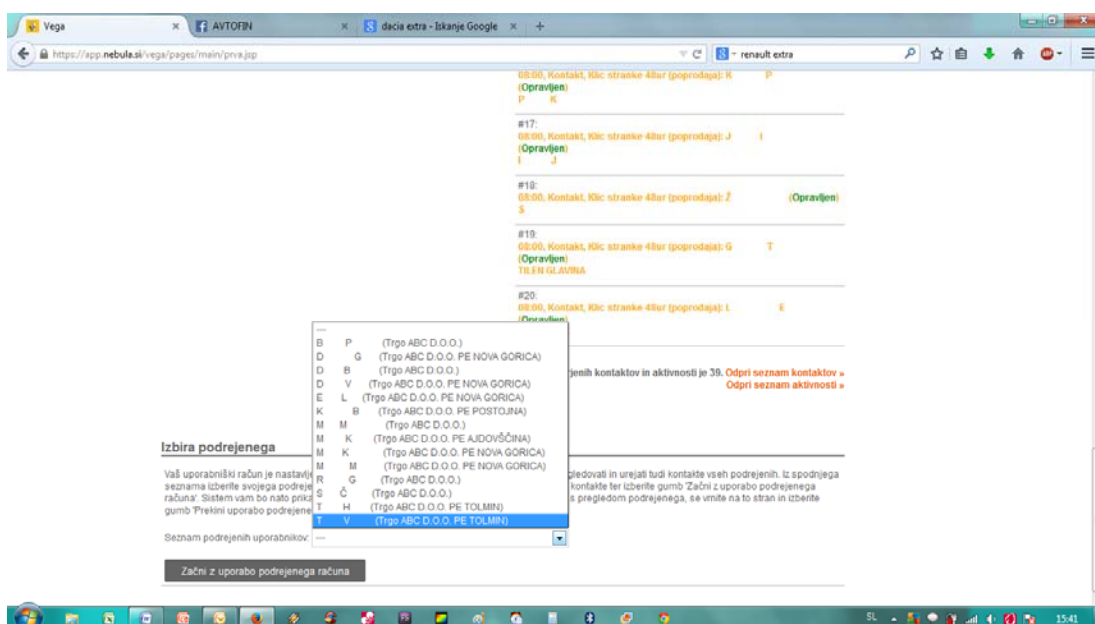 Vega
AVTOFIN
dacia extra - Iskanje Google
https://app.nebula.si/vega/pages/main/prva.jsp
renault extra
08:00, Kontakt, Klic stranke 48ur (poprodaja): K P
(Opravljen)
P K
#17:
08:00, Kontakt, Klic stranke 48ur (poprodaja): J I
(Opravljen)
I J
#18:
08:00, Kontakt, Klic stranke 48ur (poprodaja): Ž (Opravljen)
S
#19:
08:00, Kontakt, Klic stranke 48ur (poprodaja): G T
(Opravljen)
TILEN GLAVINA
#20:
08:00, Kontakt, Klic stranke 48ur (poprodaja): L E
(Opravljen)
---
B P (Trgo ABC D.O.O.)
D G (Trgo ABC D.O.O. PE NOVA GORICA)
D B (Trgo ABC D.O.O.)
D V (Trgo ABC D.O.O. PE NOVA GORICA)
E L (Trgo ABC D.O.O. PE NOVA GORICA)
K B (Trgo ABC D.O.O. PE POSTOJNA)
M M (Trgo ABC D.O.O.)
M K (Trgo ABC D.O.O. PE AJDOVŠČINA)
M K (Trgo ABC D.O.O. PE NOVA GORICA)
M M (Trgo ABC D.O.O. PE NOVA GORICA)
R G (Trgo ABC D.O.O.)
S Č (Trgo ABC D.O.O.)
T H (Trgo ABC D.O.O. PE TOLMIN)
T V (Trgo ABC D.O.O. PE TOLMIN)
jenih kontaktov in aktivnosti je 39. Odpri seznam kontaktov »
Odpri seznam aktivnosti »
Izbira podrejenega
Vaš uporabniški račun je nastavlje gledovati in urejati tudi kontakte vseh podrejenih. Iz spodnjega
seznama izberite svojega podreje kontakte ter izberite gumb 'Začni z uporabo podrejenega
računa'. Sistem vam bo nato prika s pregledom podrejenega, se vrnite na to stran in izberite
gumb 'Prekini uporabo podrejene
Seznam podrejenih uporabnikov: ---
Začni z uporabo podrejenega računa
SL 15:41